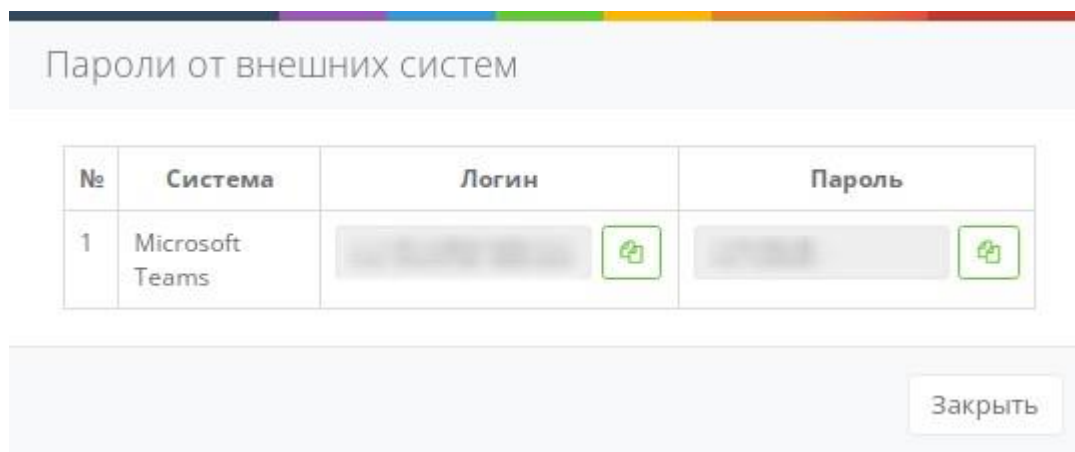 Пароли от внешних систем
№ Система Логин Пароль
1 Microsoft
Teams
Закрыть